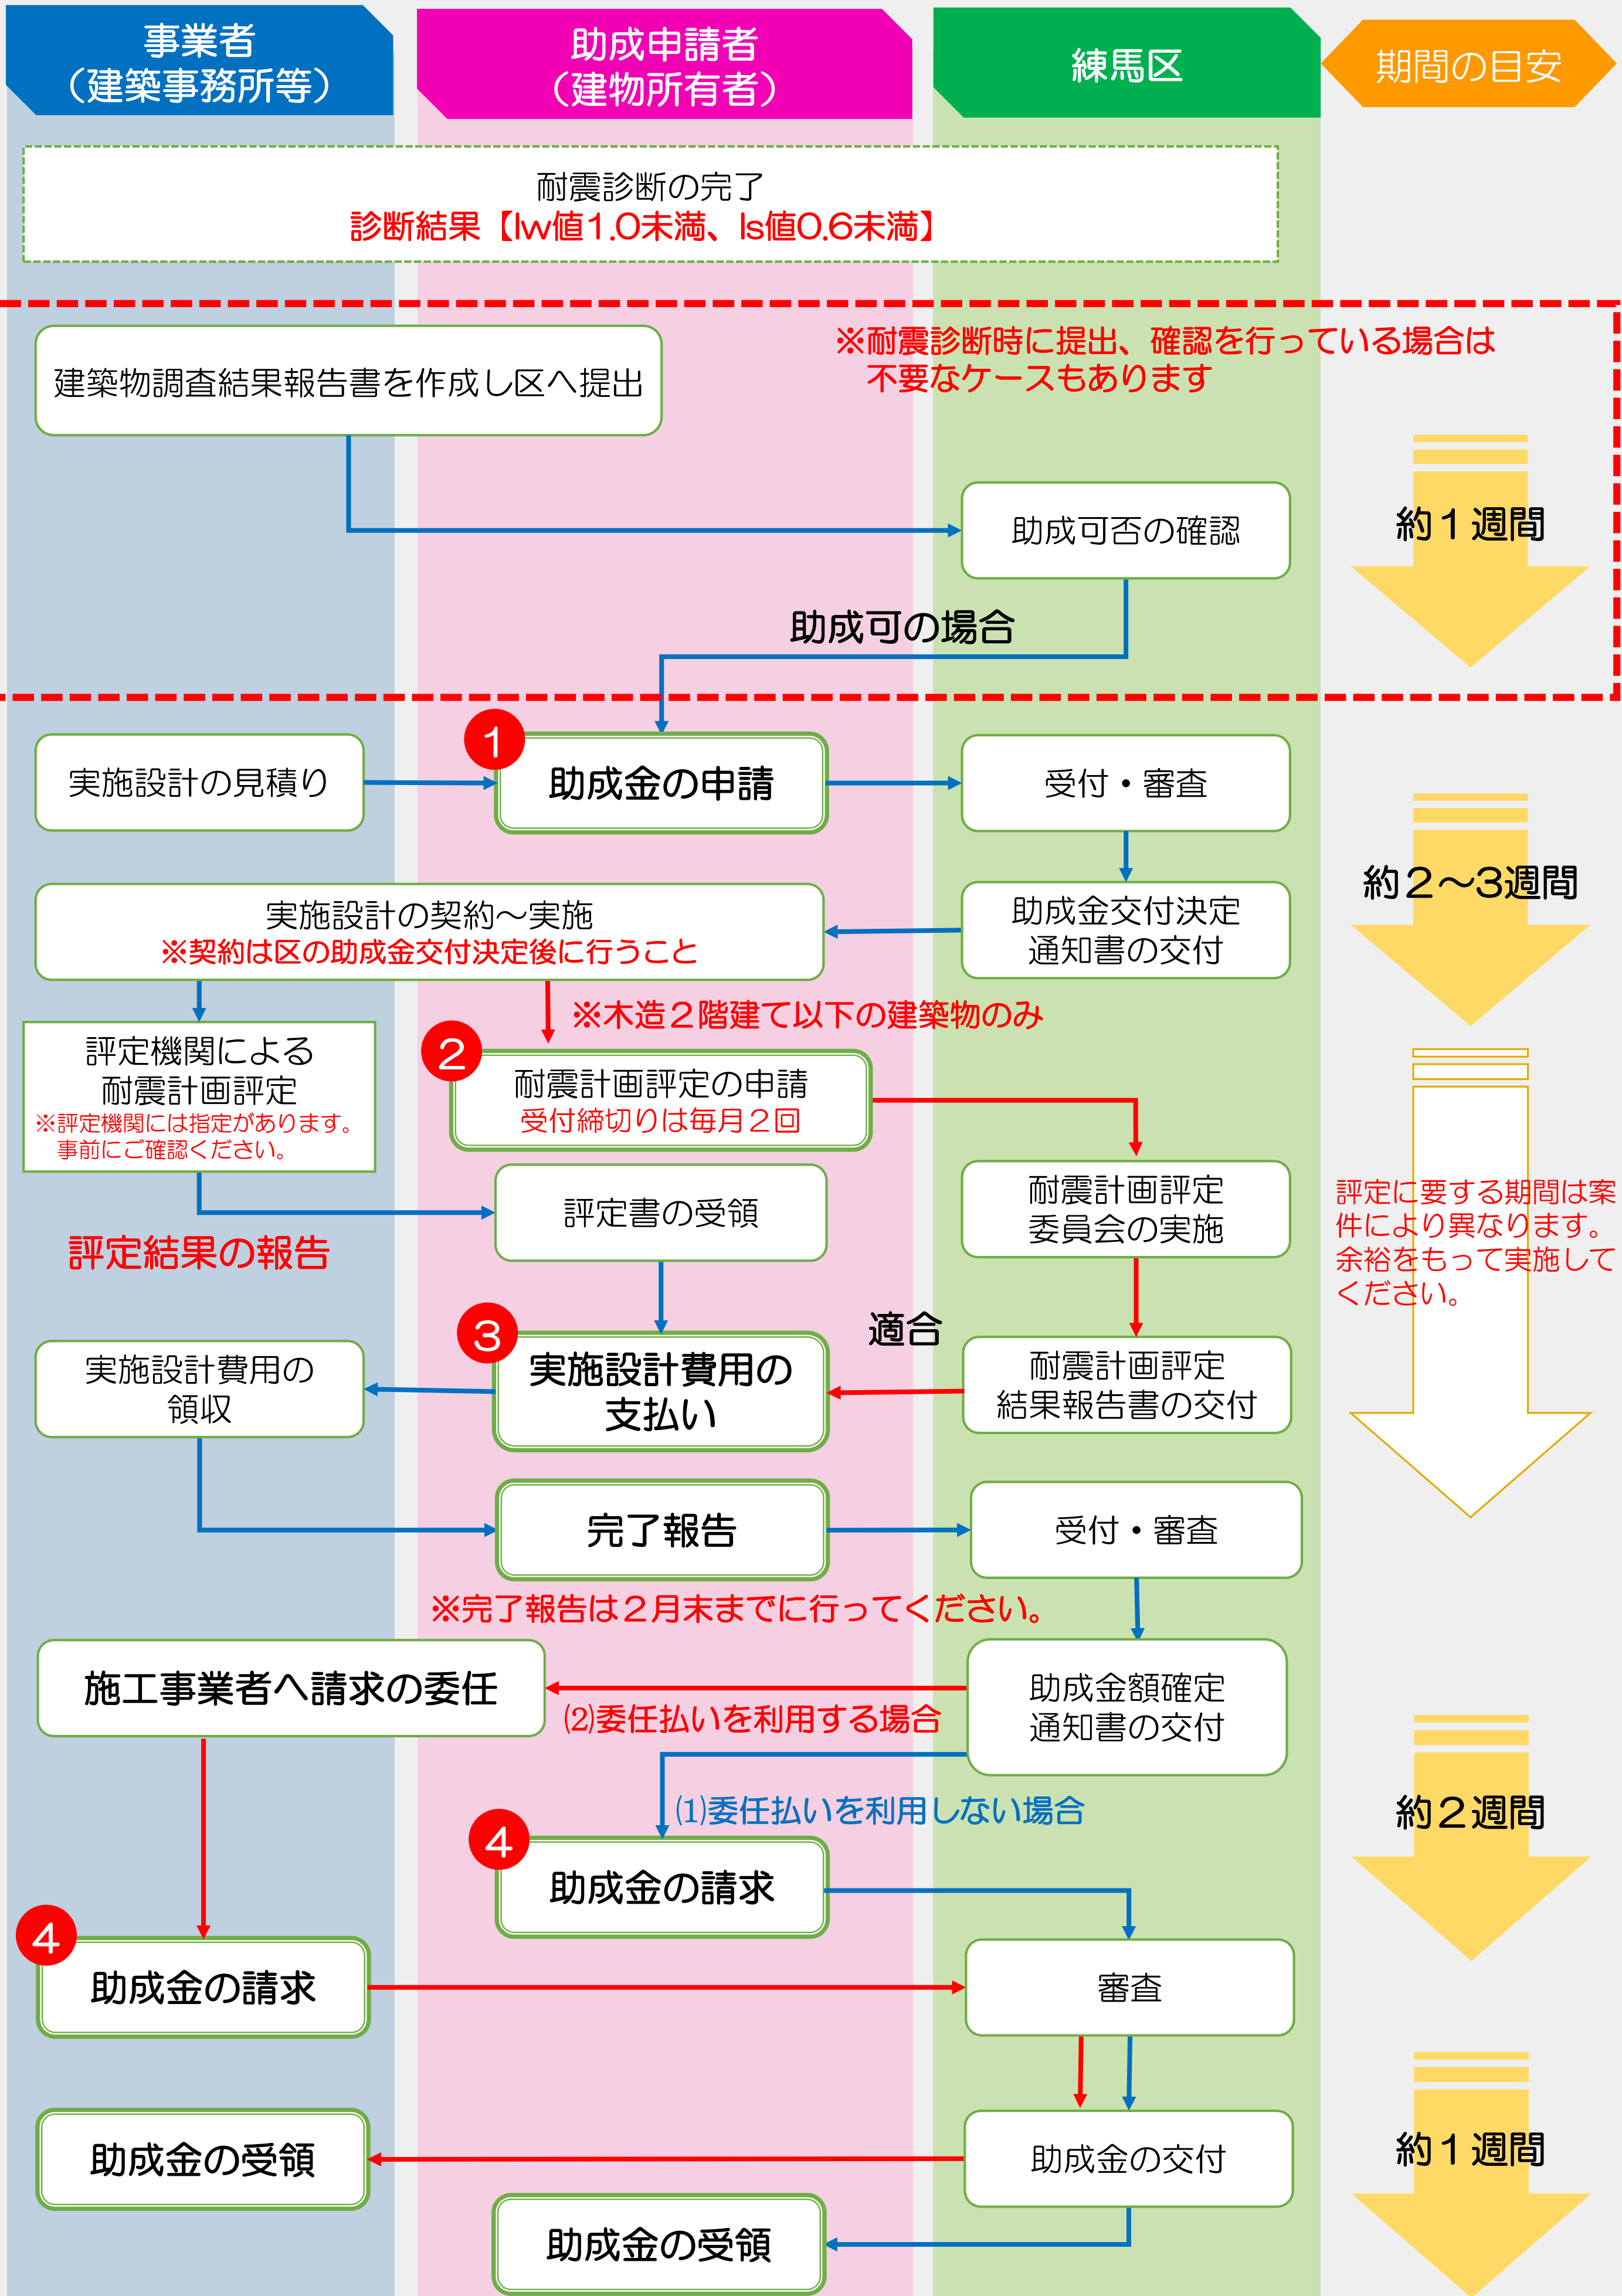 事業者
（建築事務所等）
助成申請者
（建物所有者）
練馬区
期間の目安
耐震診断の完了
診断結果【Iw値1.0未満、Is値0.6未満】
※耐震診断時に提出、確認を行っている場合は
不要なケースもあります
建築物調査結果報告書を作成し区へ提出
助成可否の確認
約１週間
助成可の場合
1
実施設計の見積り
助成金の申請
受付・審査
約２～３週間
実施設計の契約～実施
※契約は区の助成金交付決定後に行うこと
助成金交付決定
通知書の交付
※木造２階建て以下の建築物のみ
評定機関による
耐震計画評定
※評定機関には指定があります。
事前にご確認ください。
2
耐震計画評定の申請
受付締切りは毎月２回
評定書の受領
耐震計画評定
委員会の実施
評定に要する期間は案
件により異なります。
余裕をもって実施して
ください。
評定結果の報告
適合
3
実施設計費用の
領収
実施設計費用の
支払い
耐震計画評定
結果報告書の交付
完了報告
受付・審査
※完了報告は２月末までに行ってください。
施工事業者へ請求の委任
⑵委任払いを利用する場合
助成金額確定
通知書の交付
⑴委任払いを利用しない場合
約２週間
4
助成金の請求
4
助成金の請求
審査
助成金の受領
助成金の交付
約１週間
助成金の受領